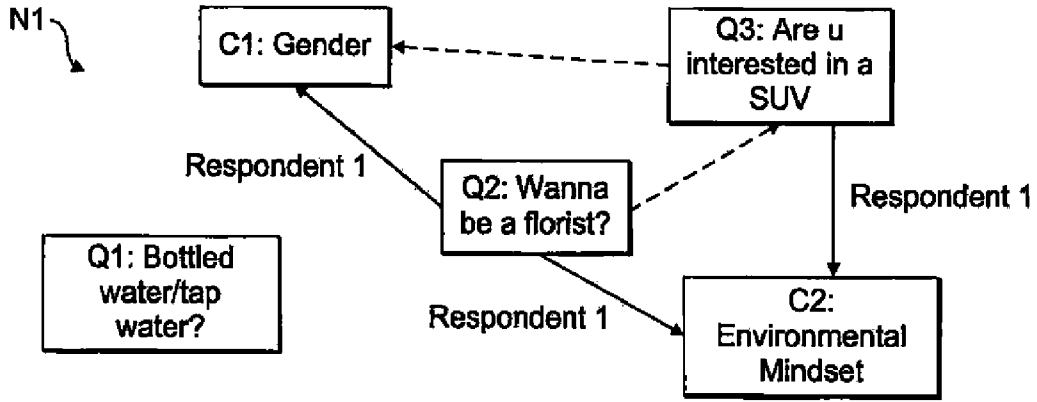 N1
C1: Gender
Q3: Are u
interested in a
SUV
Respondent 1
Q2: Wanna
be a florist?
Respondent 1
Q1: Bottled
water/tap
water?
Respondent 1
C2:
Environmental
Mindset